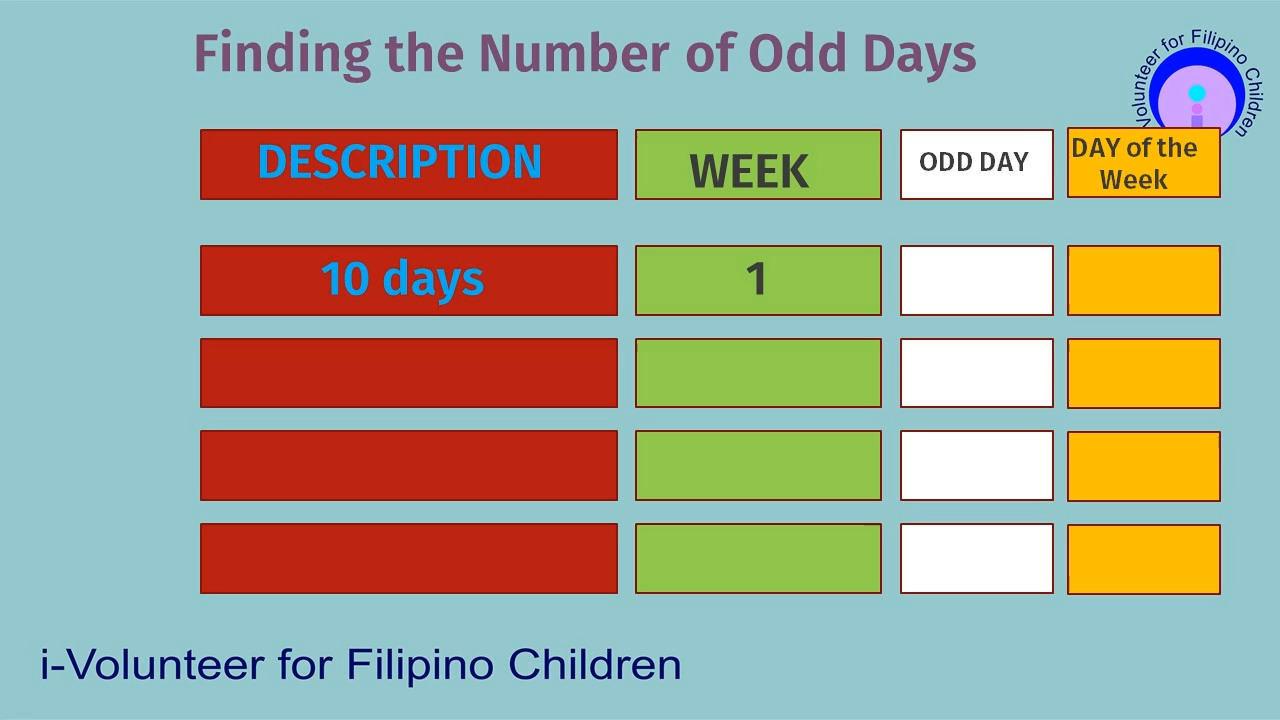 Finding the Number of Odd Days
Volunteer for Filipino Children
DESCRIPTION
WEEK
ODD DAY
DAY of the
Week
10 days
1
i-Volunteer for Filipino Children